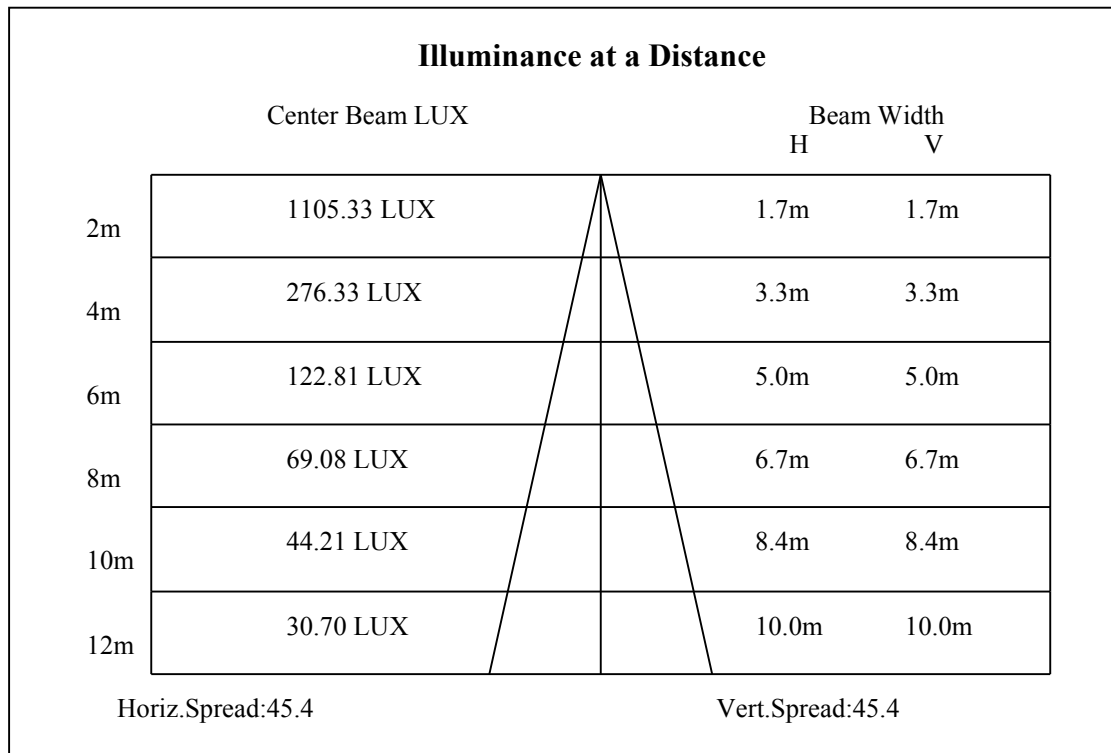 Illuminance at a Distance
Center Beam LUX Beam Width
H V
2m 1105.33 LUX 1.7m 1.7m
4m 276.33 LUX 3.3m 3.3m
6m 122.81 LUX 5.0m 5.0m
8m 69.08 LUX 6.7m 6.7m
10m 44.21 LUX 8.4m 8.4m
12m 30.70 LUX 10.0m 10.0m
Horiz.Spread:45.4 Vert.Spread:45.4